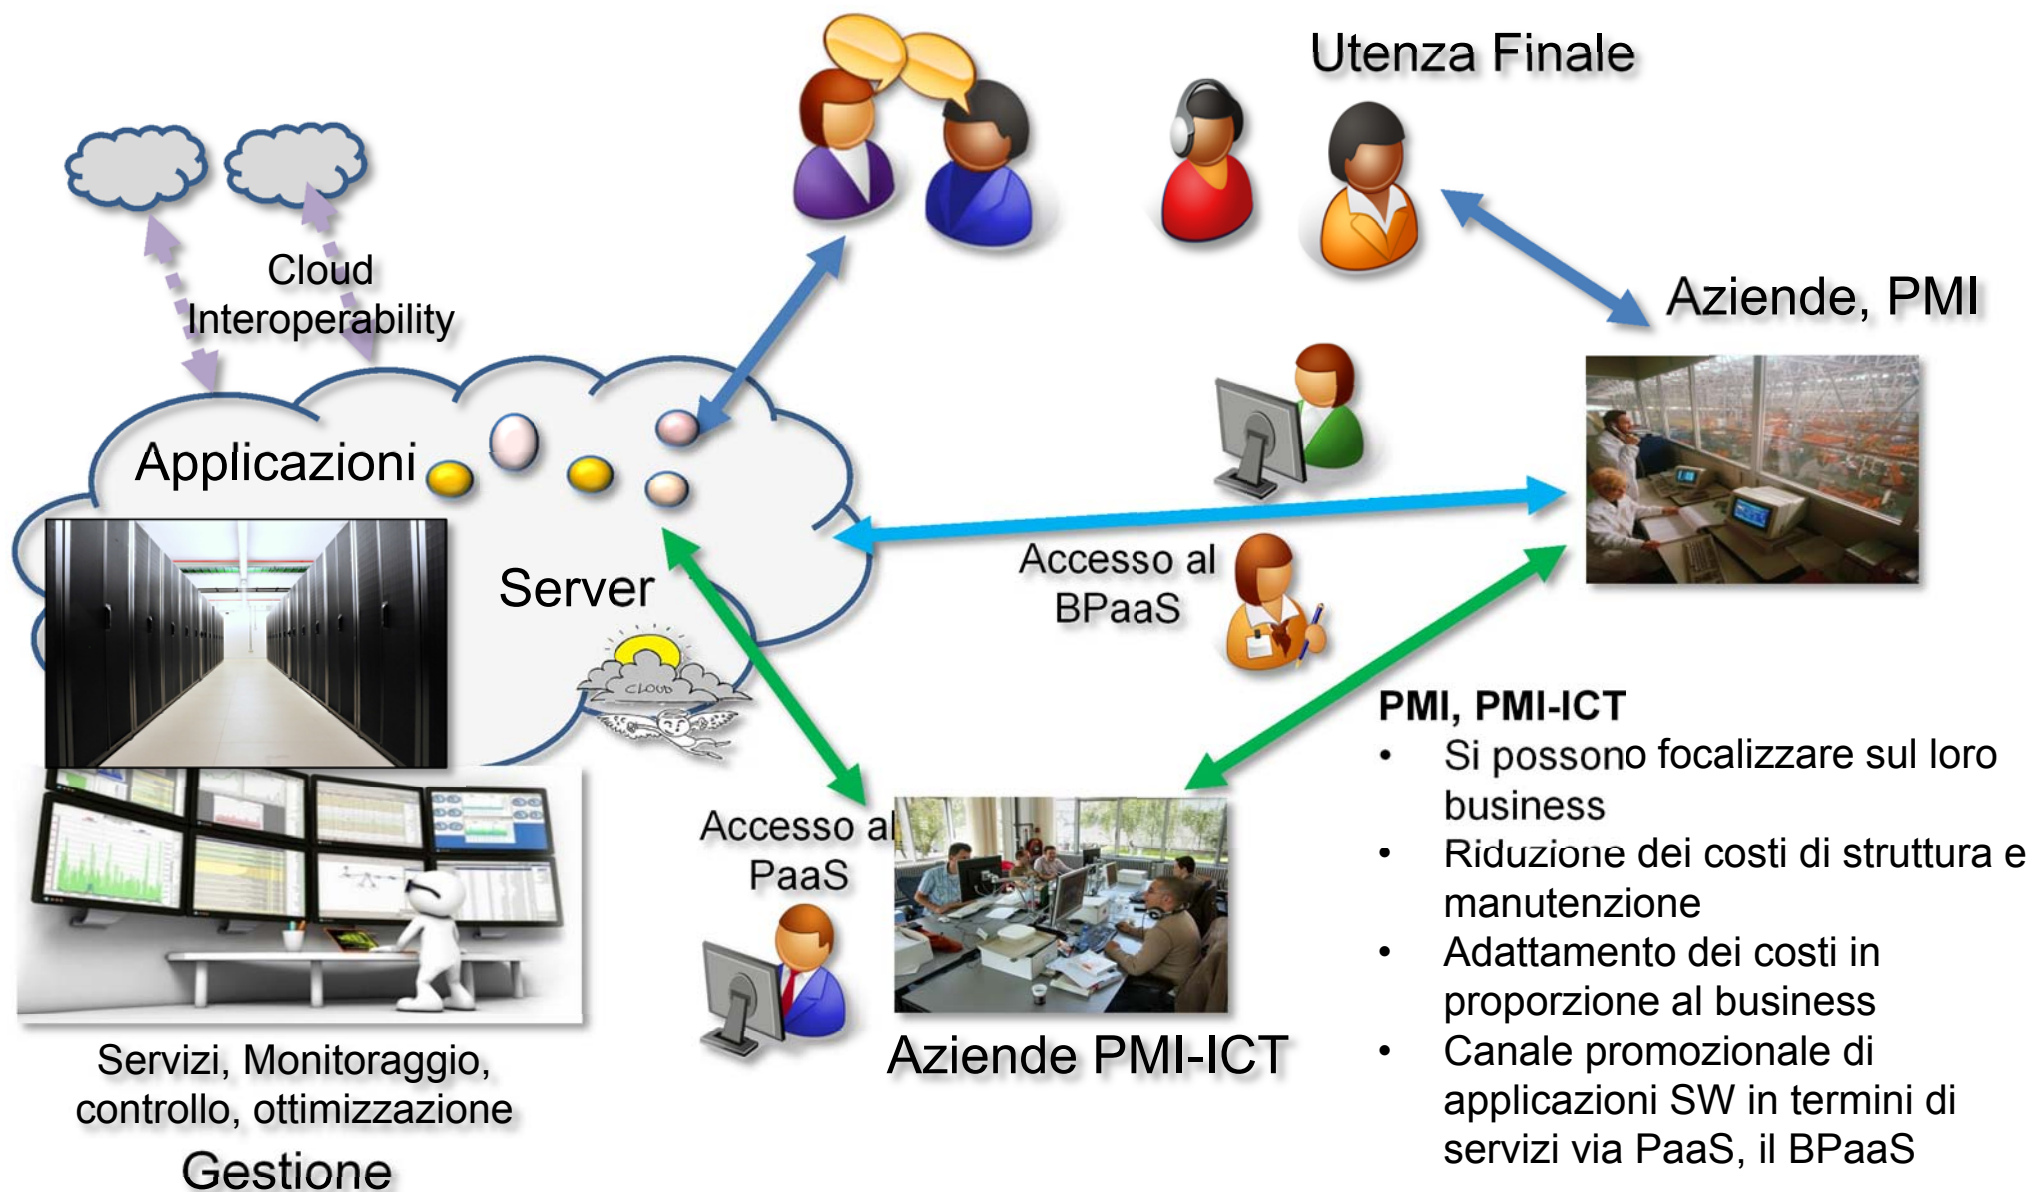 Utenza Finale
Cloud
Interoperability
Aziende, PMI
Applicazioni
Server
CLOUD
Accesso al
BPaaS
Accesso al
PaaS
Aziende PMI-ICT
Servizi, Monitoraggio,
controllo, ottimizzazione
Gestione
PMI, PMI-ICT
• Si possono focalizzare sul loro
business
• Riduzione dei costi di struttura e
manutenzione
• Adattamento dei costi in
proporzione al business
• Canale promozionale di
applicazioni SW in termini di
servizi via PaaS, il BPaaS